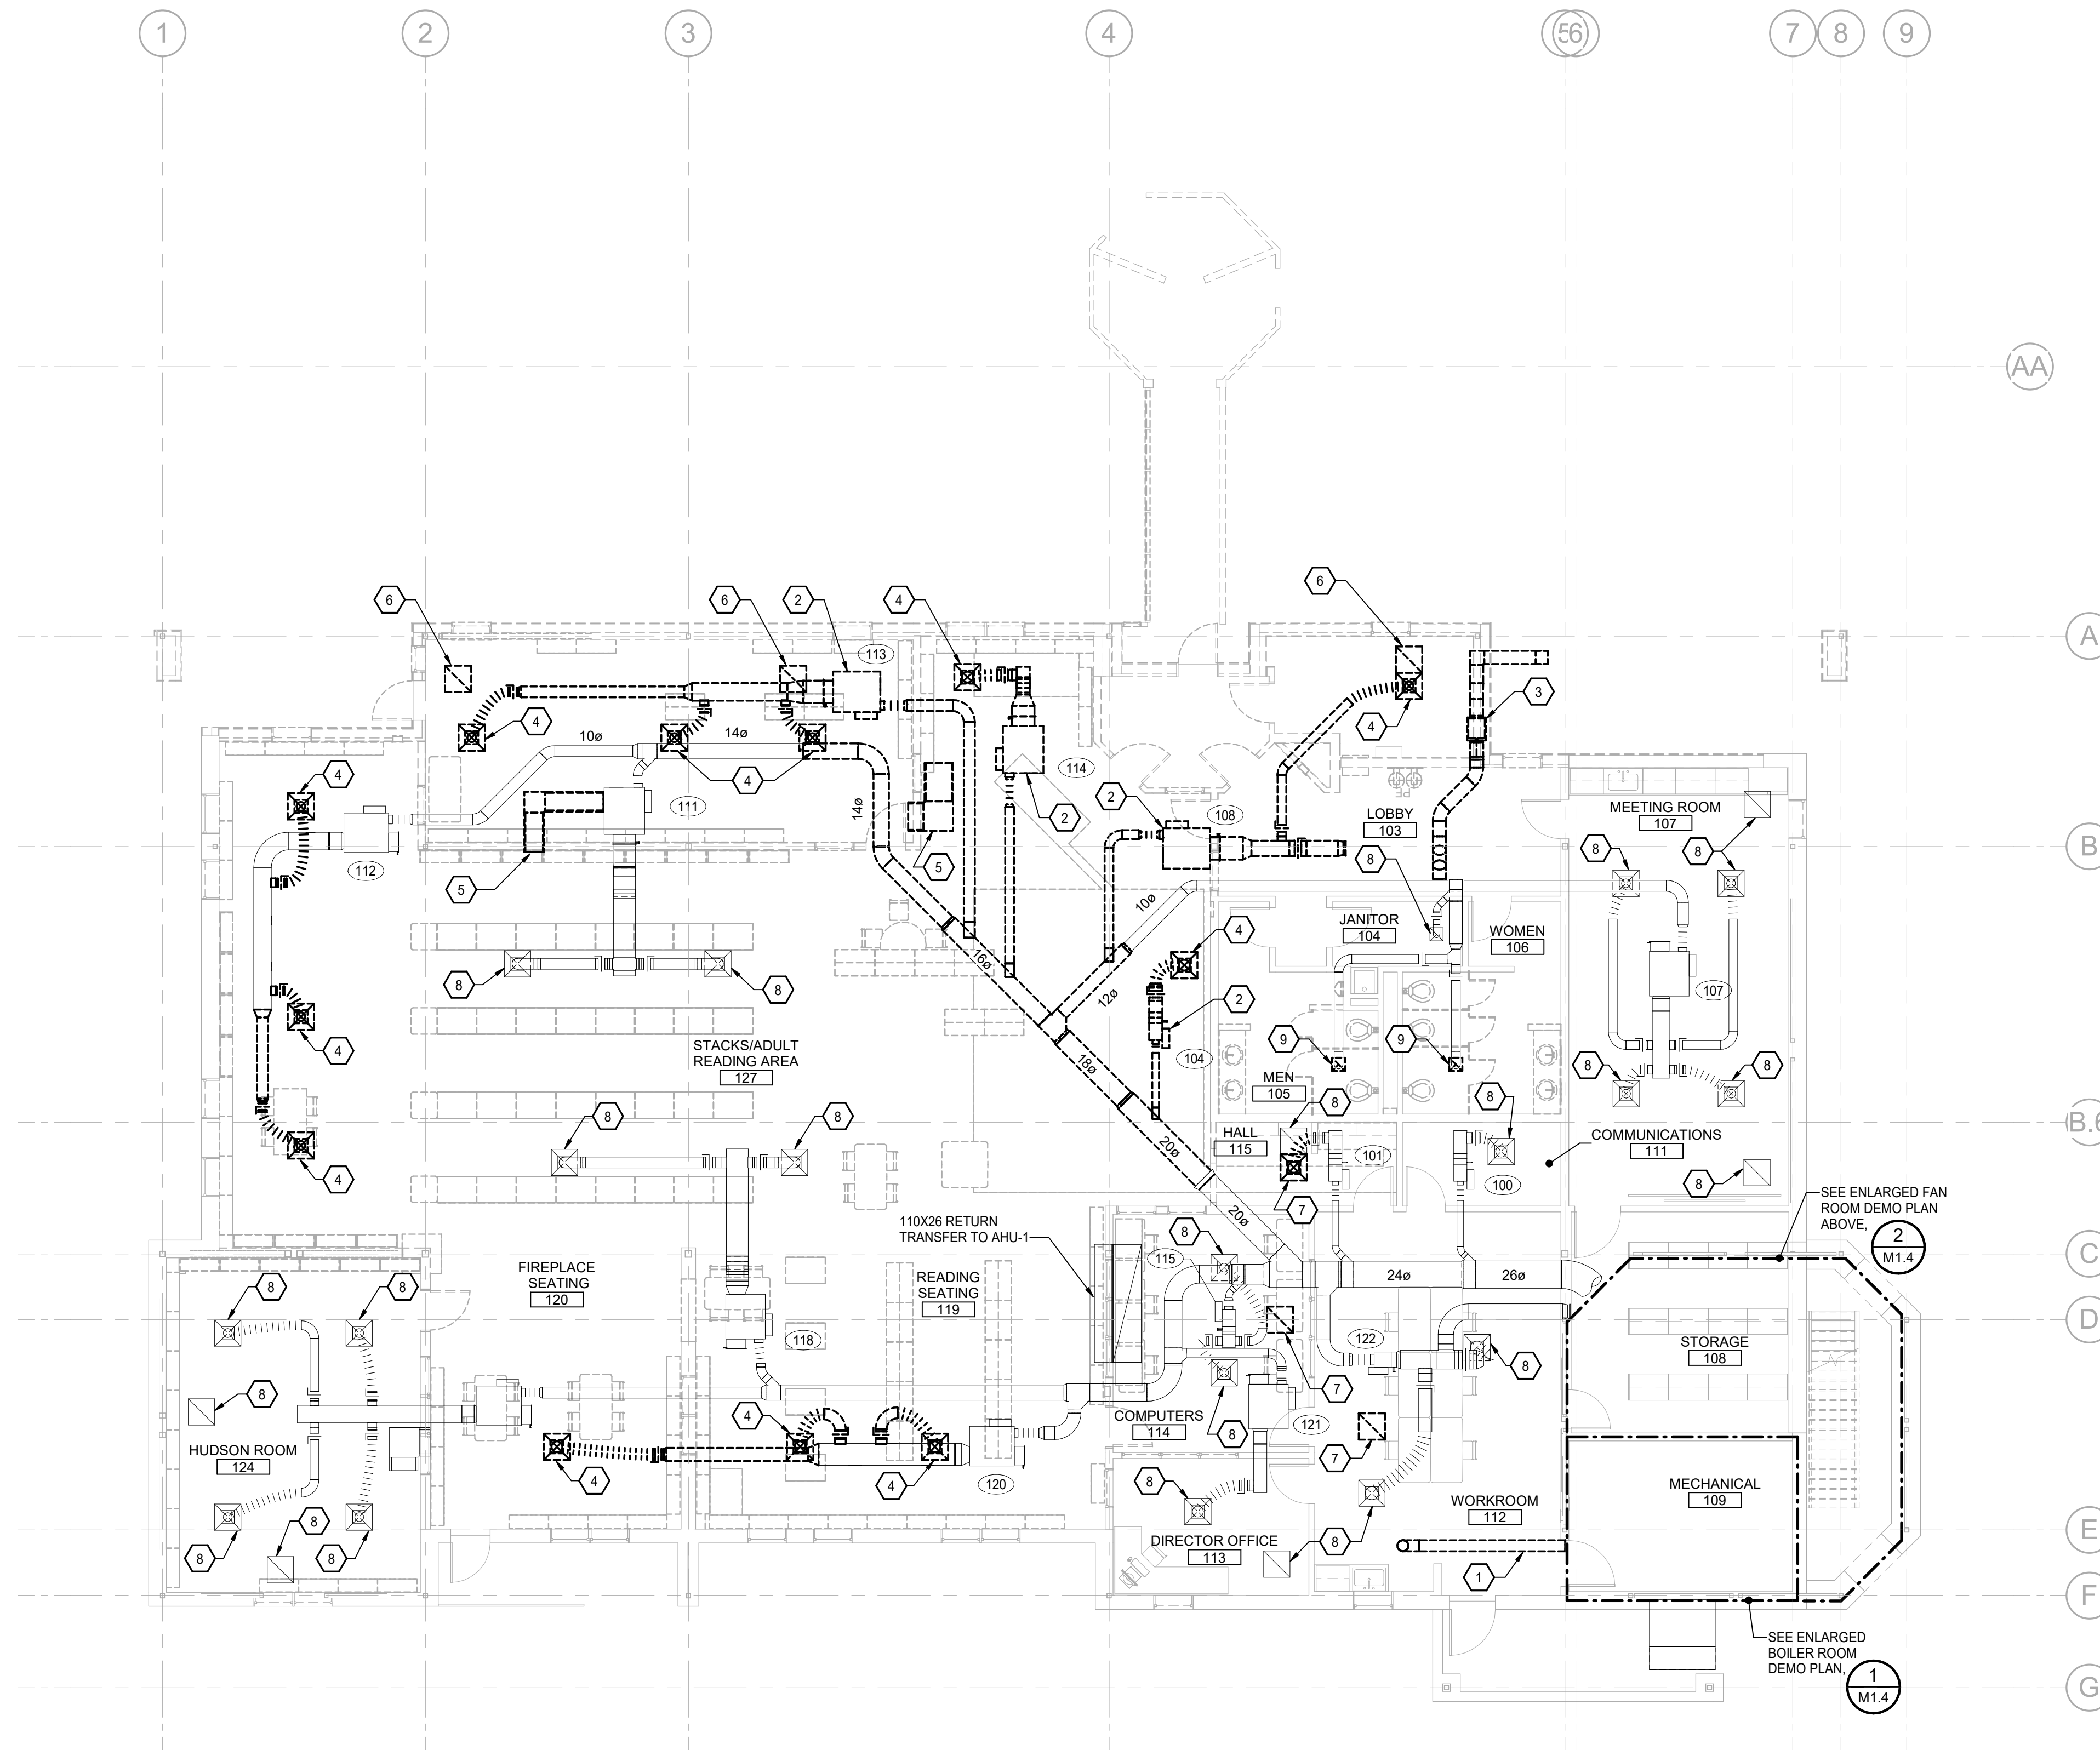 1
2
3
4
5
6
7
8
9
AA
6
6
2
4
6
A
113
3
4
4
4
10ø
14ø
4
114
111
14ø
2
2
108
LOBBY
103
MEETING ROOM
107
8
8
8
8
B
112
5
5
10ø
JANITOR
104
4
WOMEN
106
16ø
8
8
2
107
12ø
4
STACKS/ADULT
READING AREA
127
18ø
104
9
9
MEN
105
8
8
8
8
8
8
B.6
20ø
HALL
115
101
COMMUNICATIONS
111
4
100
8
7
SEE ENLARGED FAN
ROOM DEMO PLAN
ABOVE,
2
M1.4
20ø
110X26 RETURN
TRANSFER TO AHU-1
8
115
C
FIREPLACE
SEATING
120
READING
SEATING
119
24ø
26ø
8
8
D
118
122
STORAGE
108
8
7
8
4
COMPUTERS
114
121
8
HUDSON ROOM
124
7
4
4
120
8
MECHANICAL
109
WORKROOM
112
8
8
8
8
DIRECTOR OFFICE
113
8
E
1
F
SEE ENLARGED
BOILER ROOM
DEMO PLAN,
1
M1.4
G